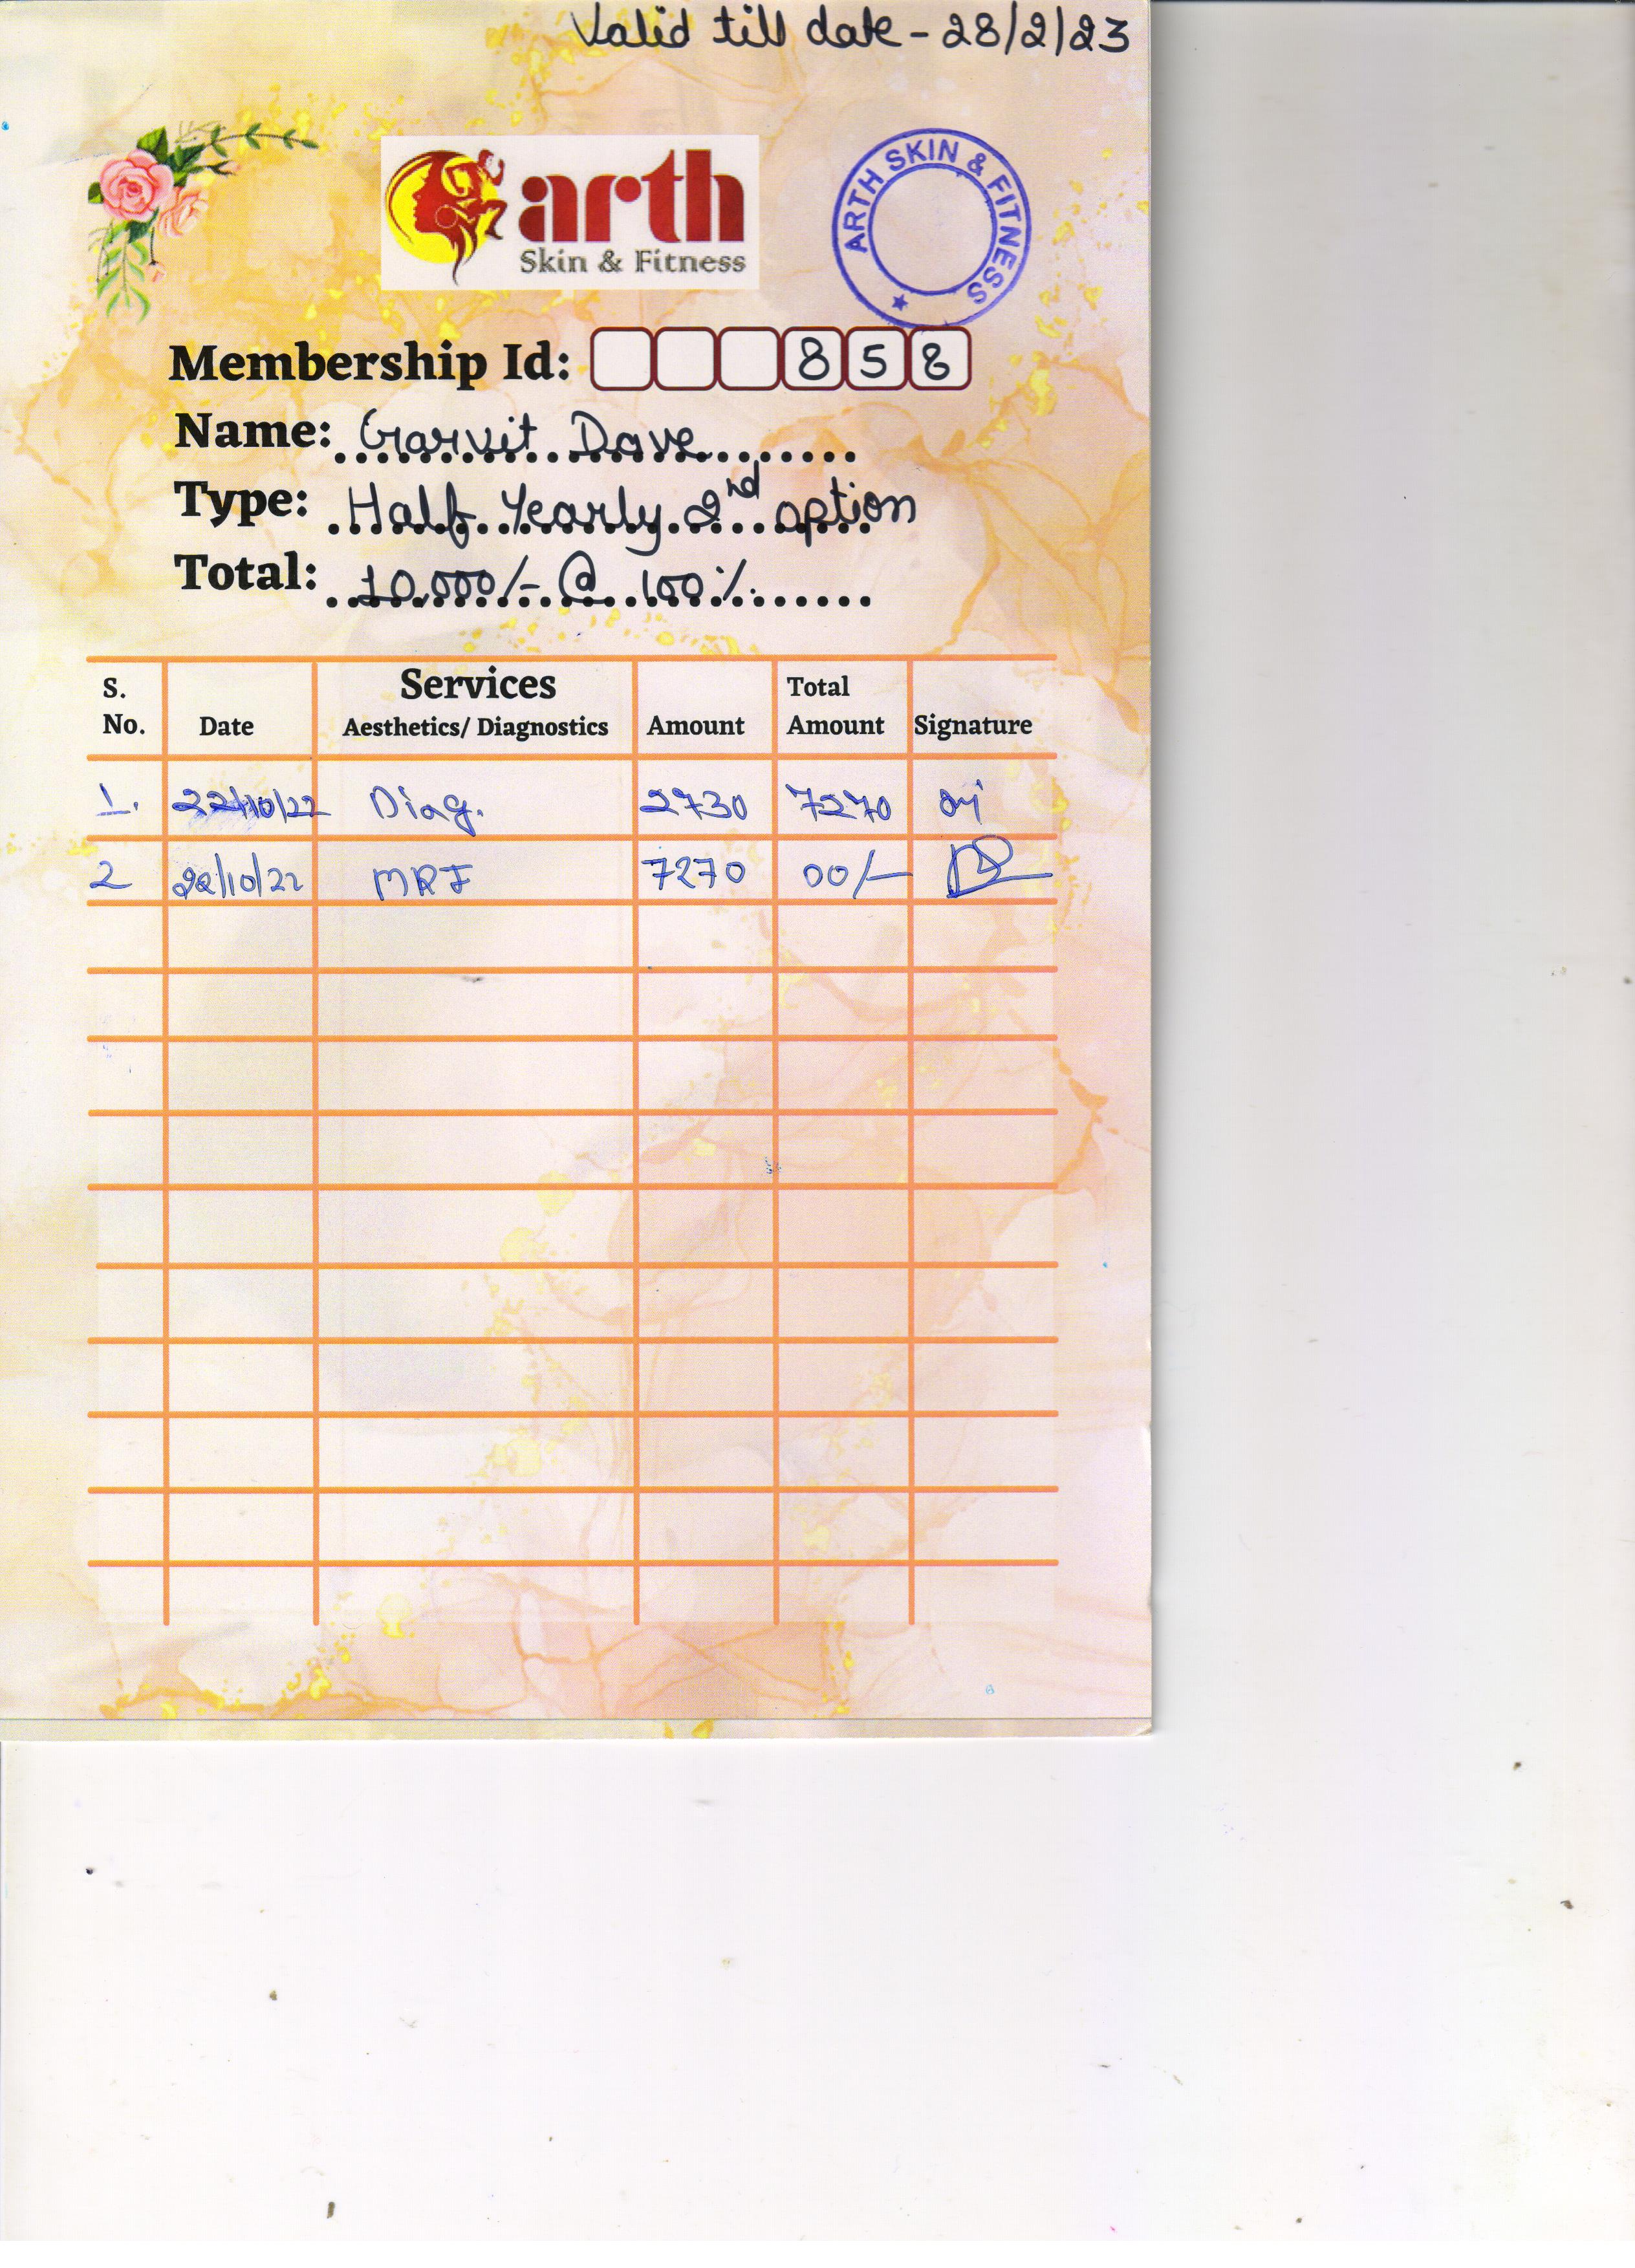 Valid till date - 28/2/23
arth
Skin & Fitness
ARTH SKIN & FITNESS
Membership Id: 858
Name: Garvit Dave
Type: Half Yearly 2nd option
Total: 10,000/- @ 100%.
S. No. Date Services Aesthetics/ Diagnostics Amount Total Amount Signature
1. 22/10/22 Diag. 2730 7270
2 22/10/22 MRF 7270 00/-